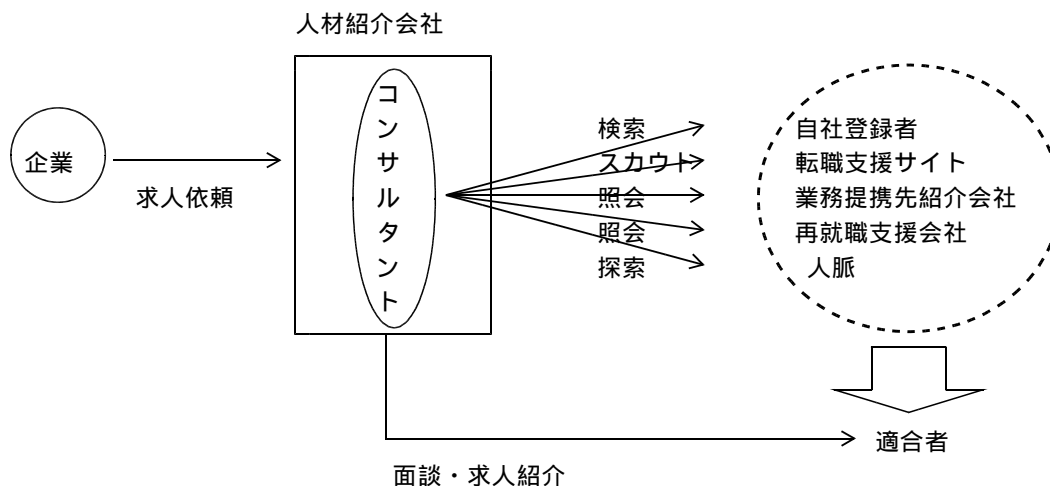 人材紹介会社
企業
求人依頼
コンサルタント
検索
スカウト
照会
照会
探索
自社登録者
転職支援サイト
業務提携先紹介会社
再就職支援会社
人脈
適合者
面談・求人紹介